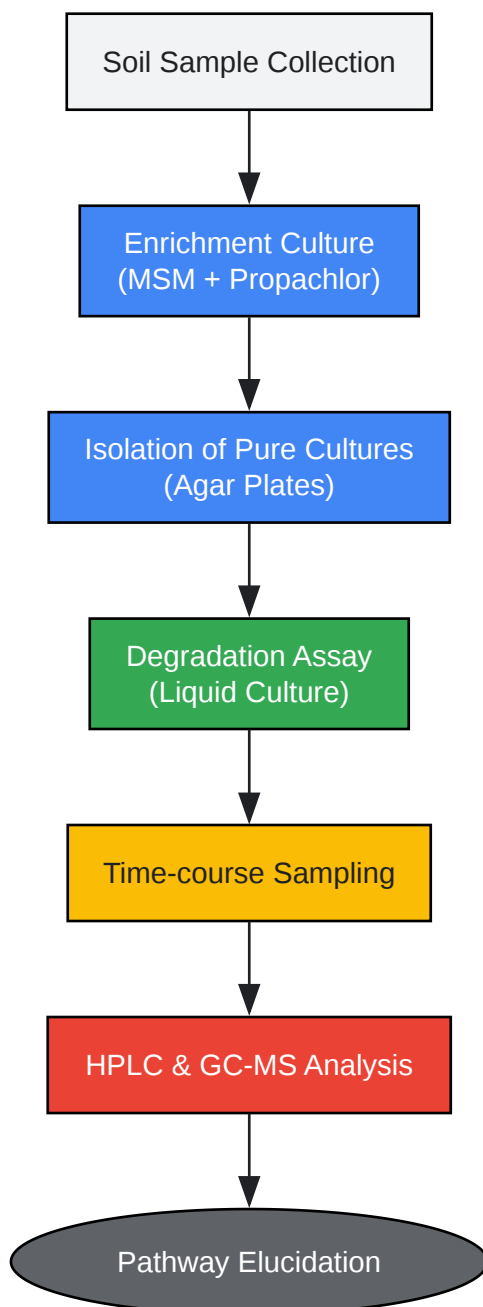 Soil Sample Collection
Enrichment Culture
(MSM + Propachlor)
Isolation of Pure Cultures
(Agar Plates)
Degradation Assay
(Liquid Culture)
Time-course Sampling
HPLC & GC-MS Analysis
Pathway Elucidation